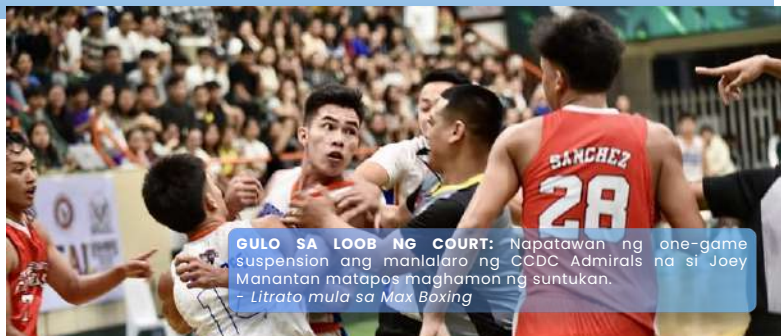 SANCHEZ
28
GULO SA LOOB NG COURT: Napatawan ng one-game
suspension ang manlalaro ng CCDC Admirals na si Joey
Manantan matapos maghamon ng suntukan.
- Litrato mula sa Max Boxing